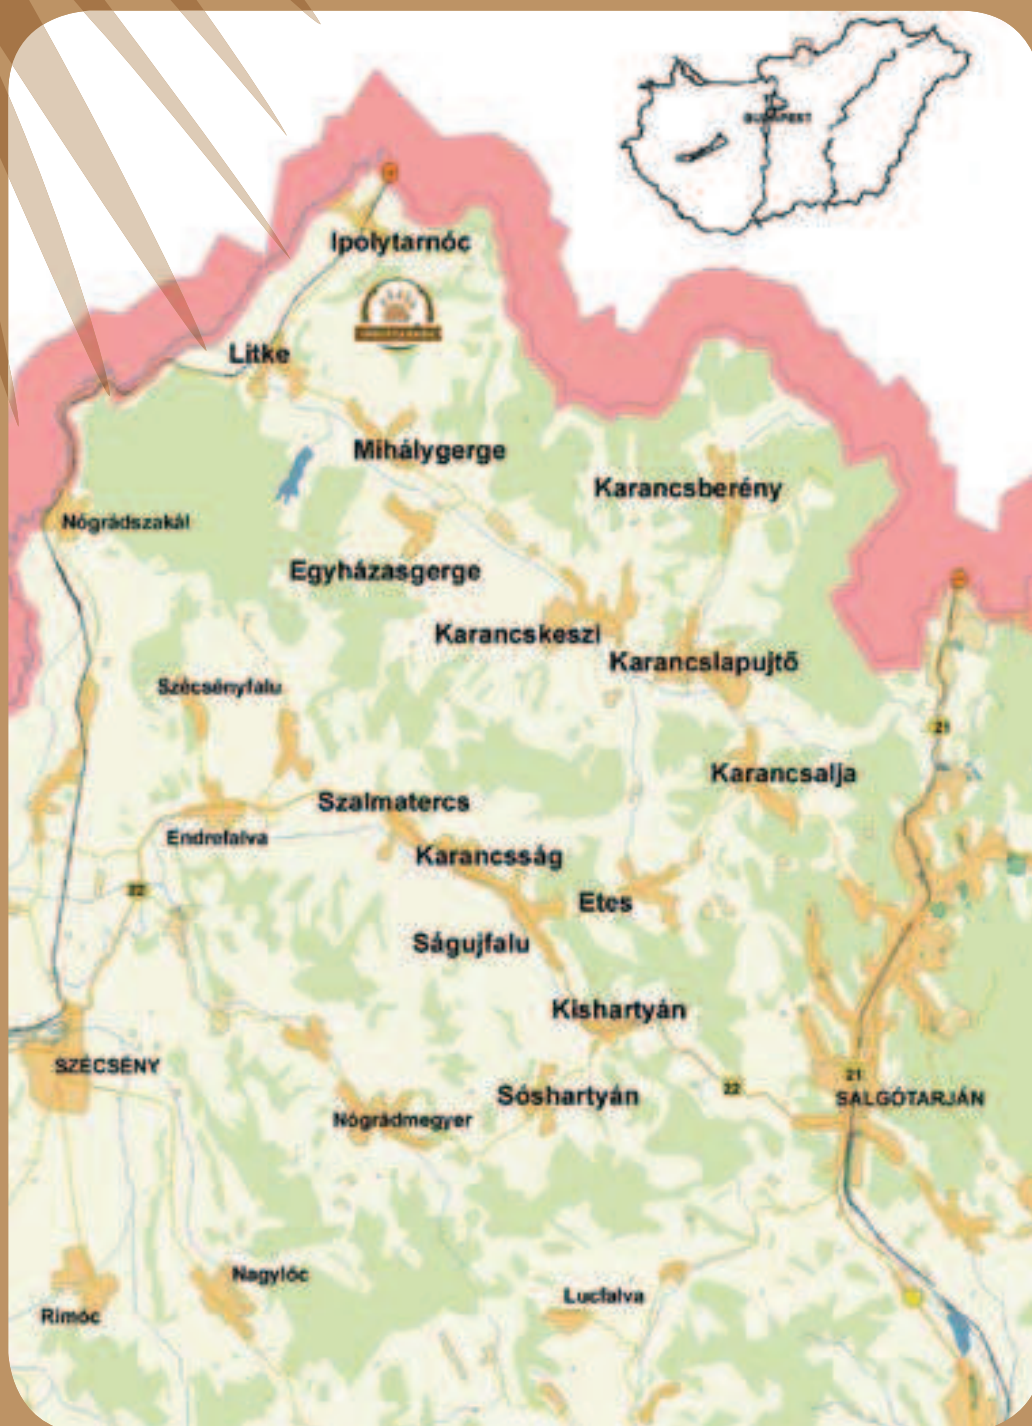 BUDAPEST
Ipolytarnóc
Litke
Mihálygerge
Karancsberény
Nógrádszakál
Egyházasgerge
Karancskeszi
Karancslapujtő
Szécsényfalu
21
Karancsalja
Szalmatercs
Endrefalva
Karancsság
22
Etes
Ságujfalu
Kishartyán
SZÉCSÉNY
21
22
Sóshartyán
SALGÓTARJÁN
Nógrádmegyer
Nagylóc
Lucfalva
Rimóc